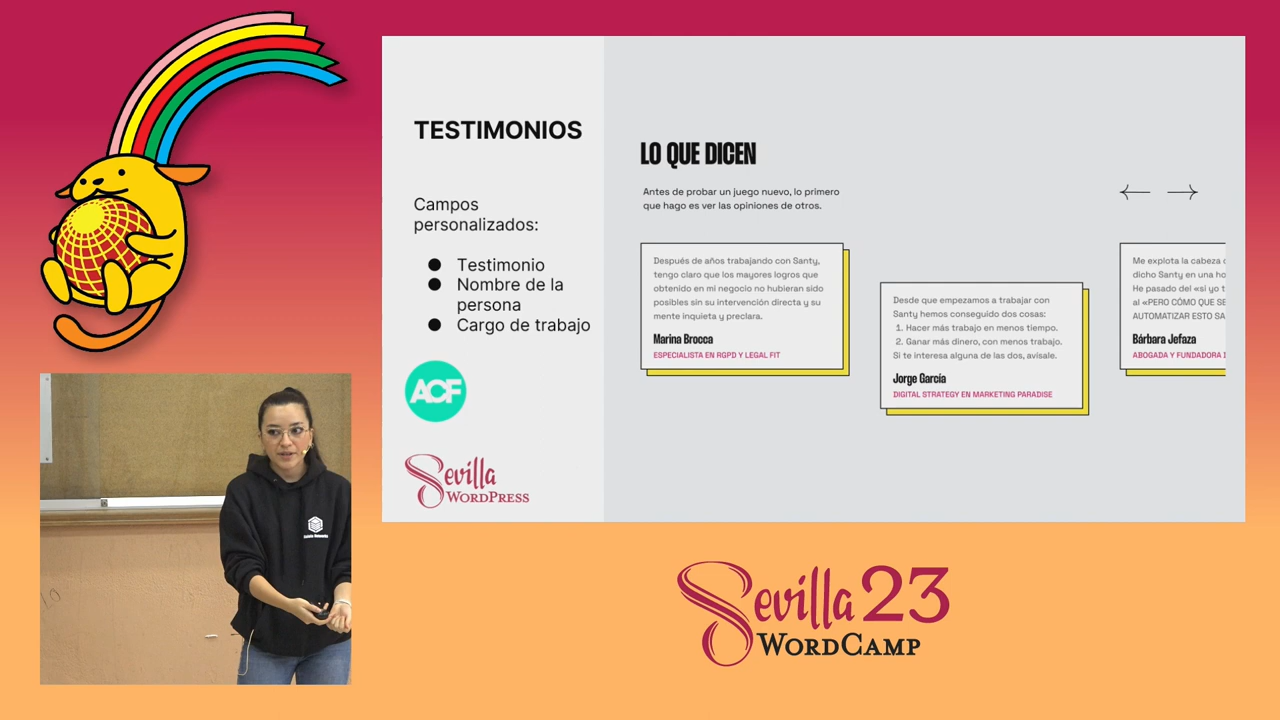 TESTIMONIOS
Campos
personalizados:
● Testimonio
● Nombre de la
persona
● Cargo de trabajo
ACF
Sevilla
WORDPRESS
LO QUE DICEN
Antes de probar un juego nuevo, lo primero
que hago es ver las opiniones de otros.
Después de años trabajando con Santy,
tengo claro que los mayores logros que
obtenido en mi negocio no hubieran sido
posibles sin su intervención directa y su
mente inquieta y preclara.
Marina Brocca
ESPECIALISTA EN RGPD Y LEGAL FIT
Desde que empezamos a trabajar con
Santy hemos conseguido dos cosas:
1. Hacer más trabajo en menos tiempo.
2. Ganar más dinero, con menos trabajo.
Si te interesa alguna de las dos, avísale.
Jorge García
DIGITAL STRATEGY EN MARKETING PARADISE
Me explota la cabeza
dicho Santy en una
He pasado del «si yo
al «PERO CÓMO QUE SE
AUTOMATIZAR ESTO
Bárbara Jefaza
ABOGADA Y FUNDADORA
Sevilla 23
WORDCAMP